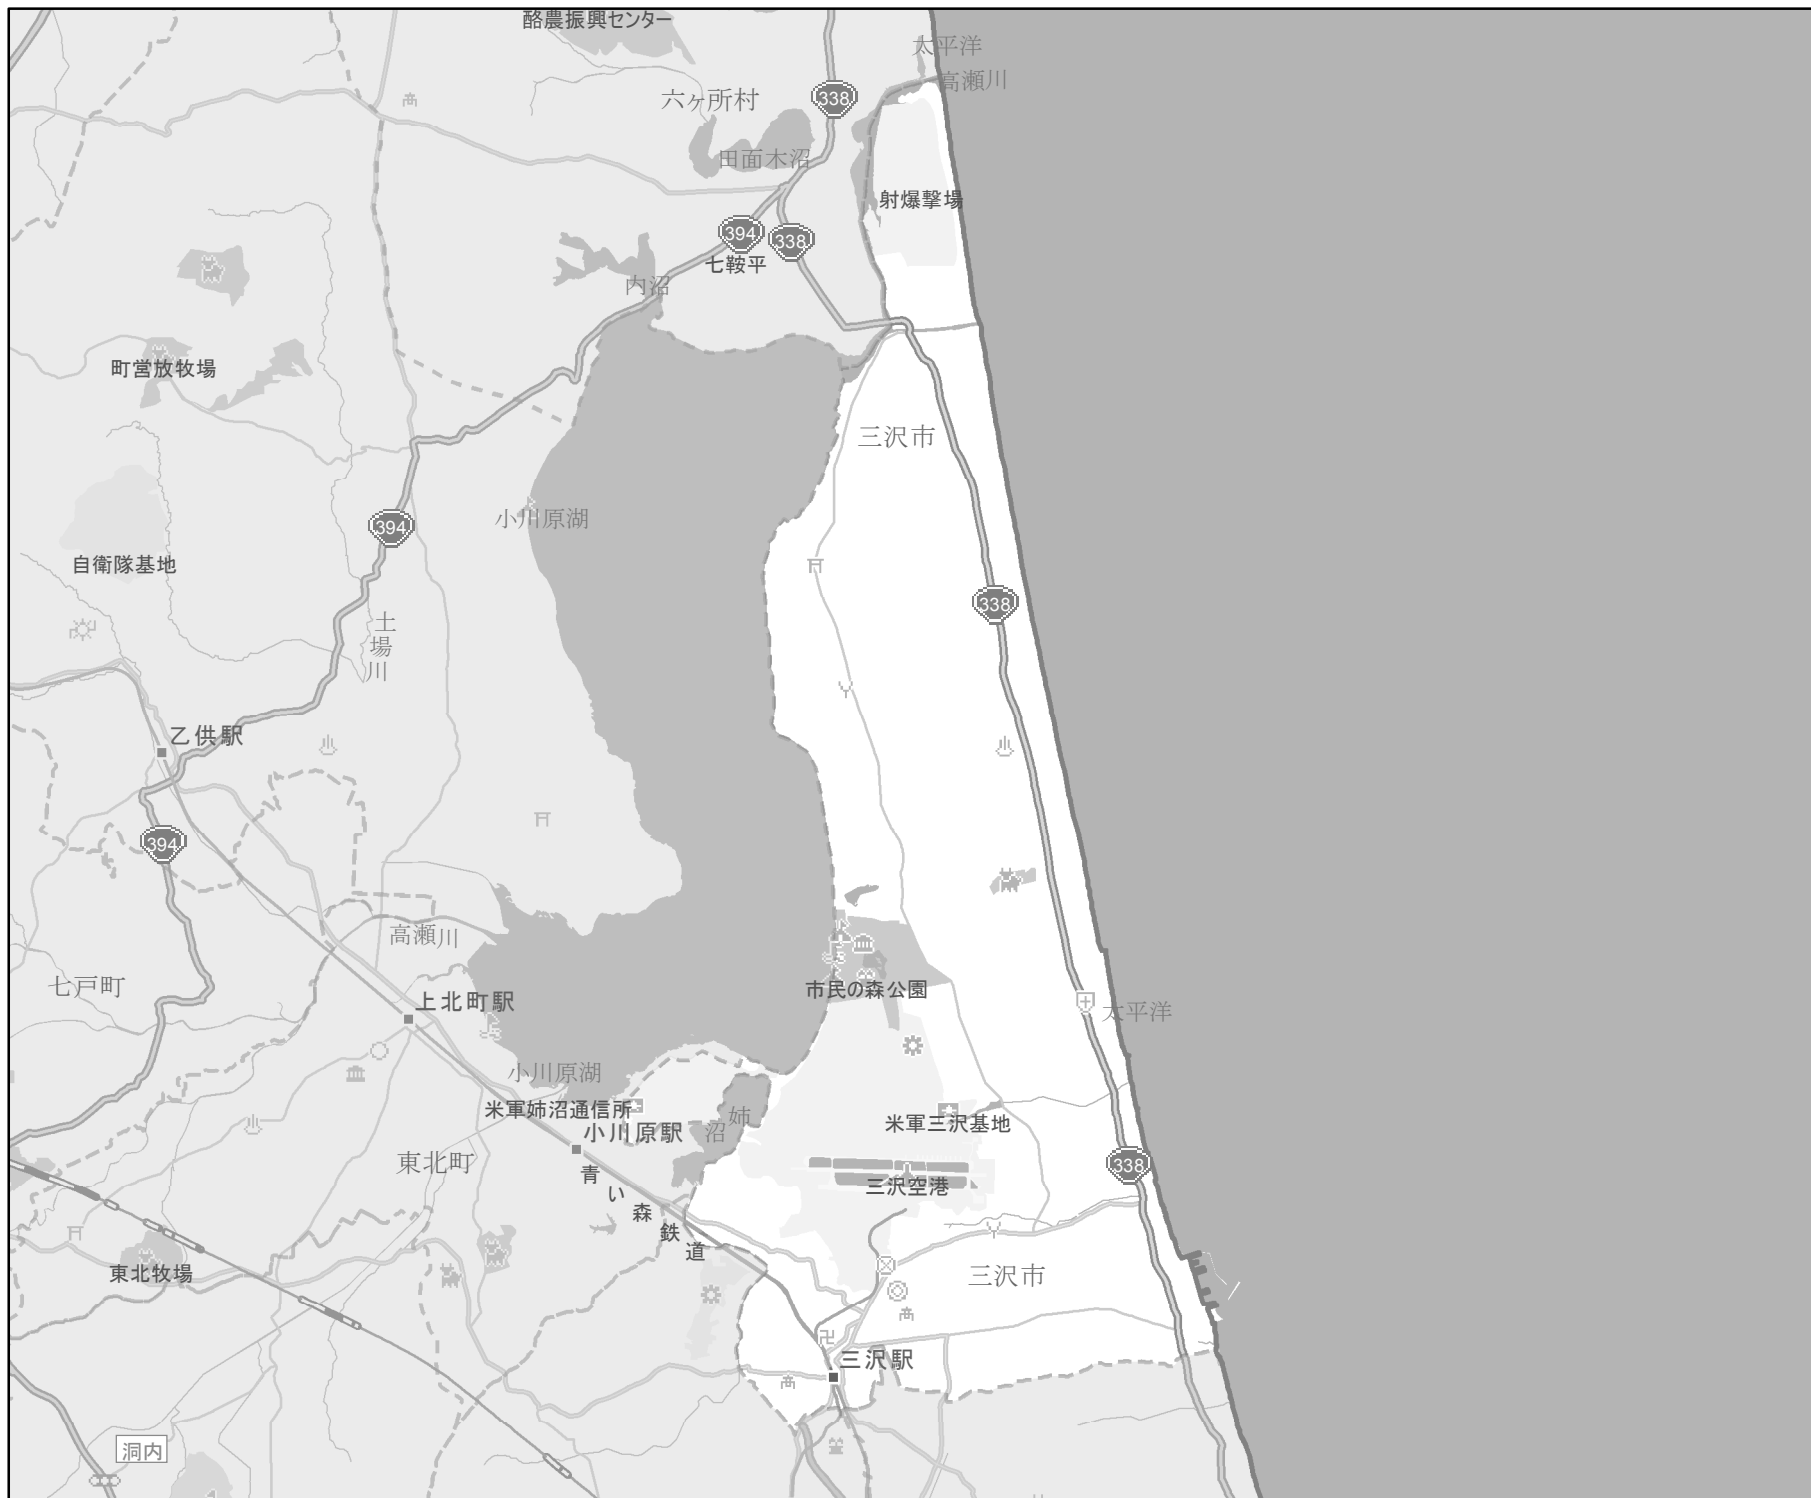 酪農振興センター
太平洋
高瀬川
六ヶ所村
338
田面木沼
射爆撃場
394
338
七鞍平
内沼
町営放牧場
三沢市
394
小川原湖
自衛隊基地
338
土場川
乙供駅
394
高瀬川
七戸町
市民の森公園
上北町駅
太平洋
小川原湖
米軍姉沼通信所
姉沼
米軍三沢基地
小川原駅
東北町
338
青い森鉄道
三沢空港
東北牧場
三沢市
三沢駅
洞内